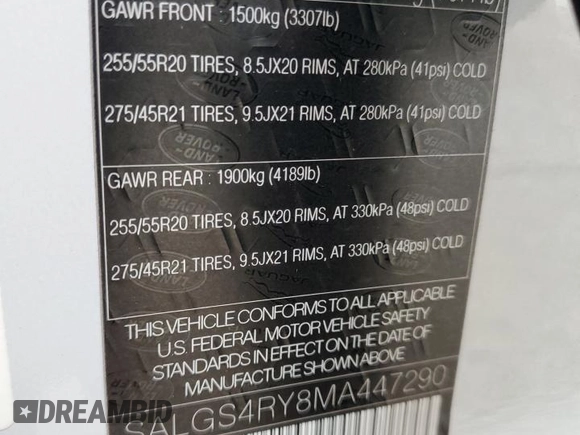 GAWR FRONT : 1500kg (3307lb)
255/55R20 TIRES, 8.5JX20 RIMS, AT 280kPa (41psi) COLD
275/45R21 TIRES, 9.5JX21 RIMS, AT 280kPa (41psi) COLD
GAWR REAR : 1900kg (4189lb)
255/55R20 TIRES, 8.5JX20 RIMS, AT 330kPa (48psi) COLD
275/45R21 TIRES, 9.5JX21 RIMS, AT 330kPa (48psi) COLD
THIS VEHICLE CONFORMS TO ALL APPLICABLE
U.S. FEDERAL MOTOR VEHICLE SAFETY
STANDARDS IN EFFECT ON THE DATE OF
MANUFACTURE SHOWN ABOVE
SALGS4RY8MA447290
DREAMBID